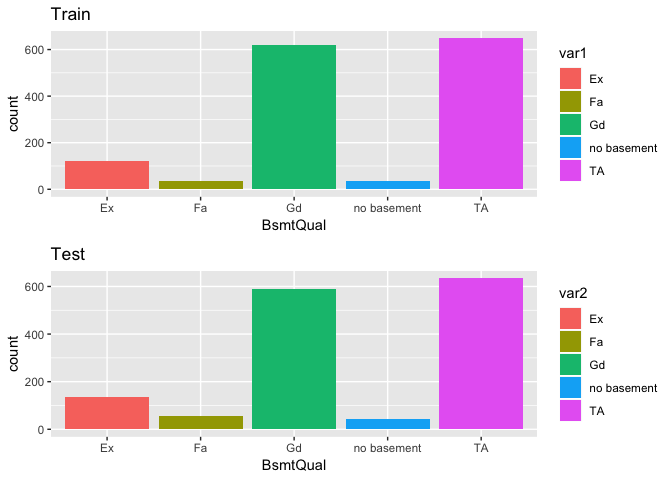 Train
count
600
400
200
0
Ex Fa Gd no basement TA
BsmtQual
var1
Ex
Fa
Gd
no basement
TA
Test
count
600
400
200
0
Ex Fa Gd no basement TA
BsmtQual
var2
Ex
Fa
Gd
no basement
TA